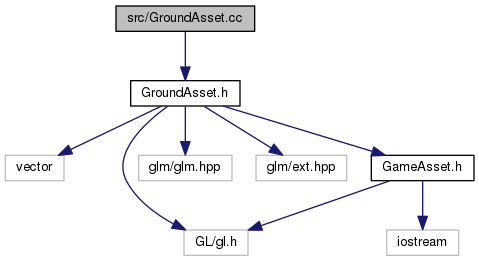 src/GroundAsset.cc
GroundAsset.h
vector
glm/glm.hpp
glm/ext.hpp
GameAsset.h
GL/gl.h
iostream